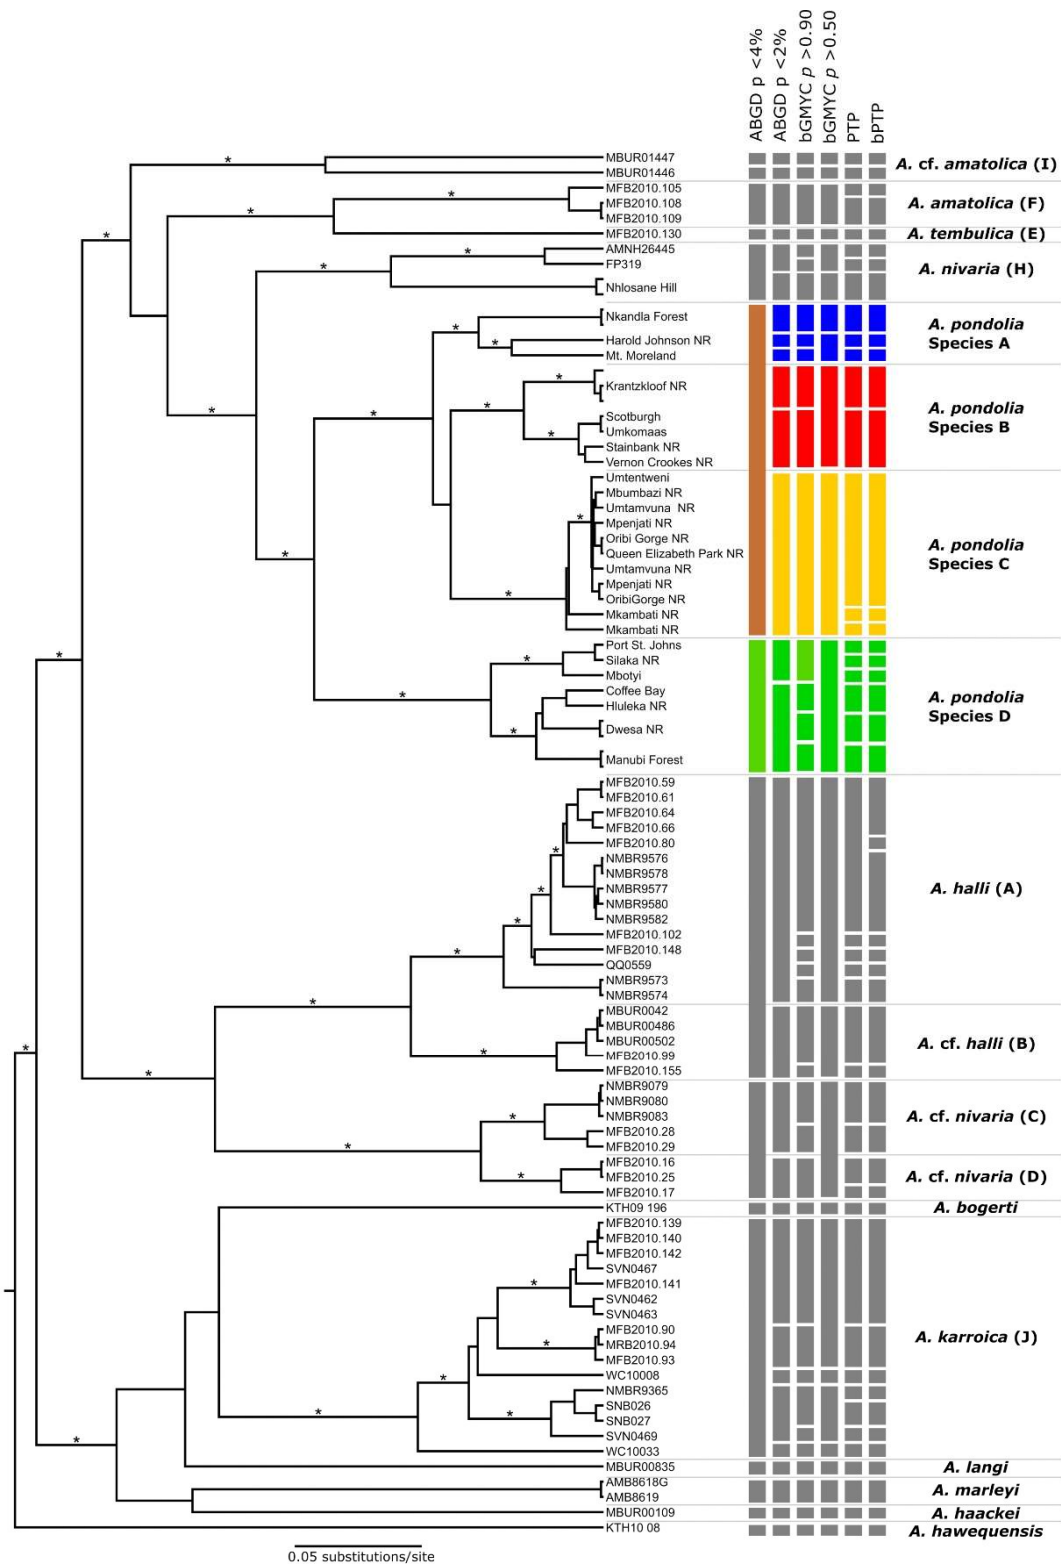 ABGD p <4%
ABGD p <2%
bGMYC p >0.90
bGMYC p >0.50
PTP
bPTP
MBUR01447
MBUR01446
A. cf. amatolica (I)
MFB2010.105
MFB2010.108
MFB2010.109
A. amatolica (F)
MFB2010.130
A. tembulica (E)
AMNH26445
FP319
Nhlosane Hill
A. nivaria (H)
Nkandla Forest
Harold Johnson NR
Mt. Moreland
A. pondolia
Species A
Krantzkloof NR
Scotburgh
Umkomaas
Stainbank NR
Vernon Crookes NR
A. pondolia
Species B
Umtentweni
Mbumbazi NR
Umtamvuna NR
Mpenjati NR
Oribi Gorge NR
Queen Elizabeth Park NR
Umtamvuna NR
Mpenjati NR
OribiGorge NR
Mkambati NR
Mkambati NR
A. pondolia
Species C
Port St. Johns
Silaka NR
Mbotyi
Coffee Bay
Hluleka NR
Dwesa NR
Manubi Forest
A. pondolia
Species D
MFB2010.59
MFB2010.61
MFB2010.64
MFB2010.66
MFB2010.80
NMBR9576
NMBR9578
NMBR9577
NMBR9580
NMBR9582
MFB2010.102
MFB2010.148
QQ0559
NMBR9573
NMBR9574
A. halli (A)
MBUR0042
MBUR00486
MBUR00502
MFB2010.99
MFB2010.155
A. cf. halli (B)
NMBR9079
NMBR9080
NMBR9083
MFB2010.28
MFB2010.29
A. cf. nivaria (C)
MFB2010.16
MFB2010.25
MFB2010.17
A. cf. nivaria (D)
KTH09 196
A. bogerti
MFB2010.139
MFB2010.140
MFB2010.142
SVN0467
MFB2010.141
SVN0462
SVN0463
MFB2010.90
MRB2010.94
MFB2010.93
WC10008
NMBR9365
SNB026
SNB027
SVN0469
WC10033
A. karroica (J)
MBUR00835
A. langi
AMB8618G
AMB8619
A. marleyi
MBUR00109
A. haackei
KTH10 08
A. hawequensis
0.05 substitutions/site